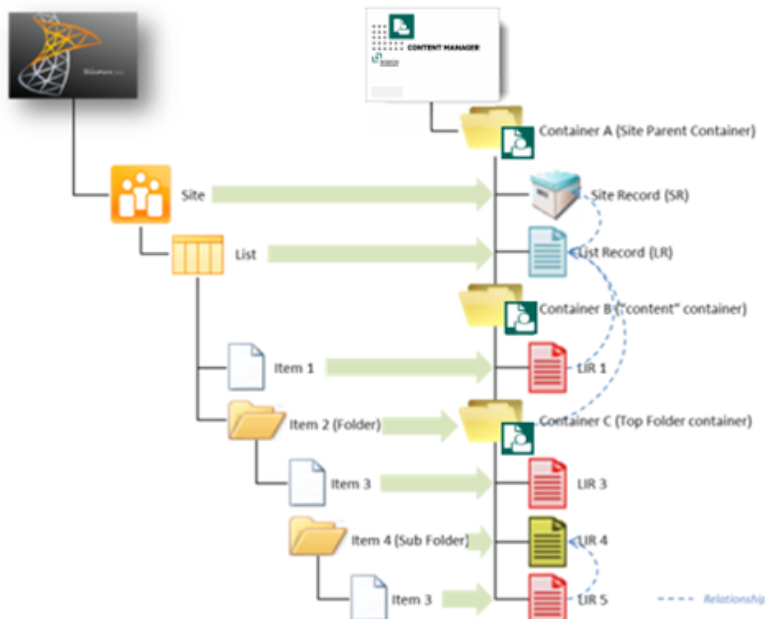 CONTENT MANAGER
Container A (Site Parent Container)
Site
Site Record (SR)
List
List Record (LR)
Container B ("content" container)
Item 1
LIR 1
Item 2 (Folder)
Container C (Top Folder container)
Item 3
LIR 3
Item 4 (Sub Folder)
LIR 4
Item 3
LIR 5
Relationship